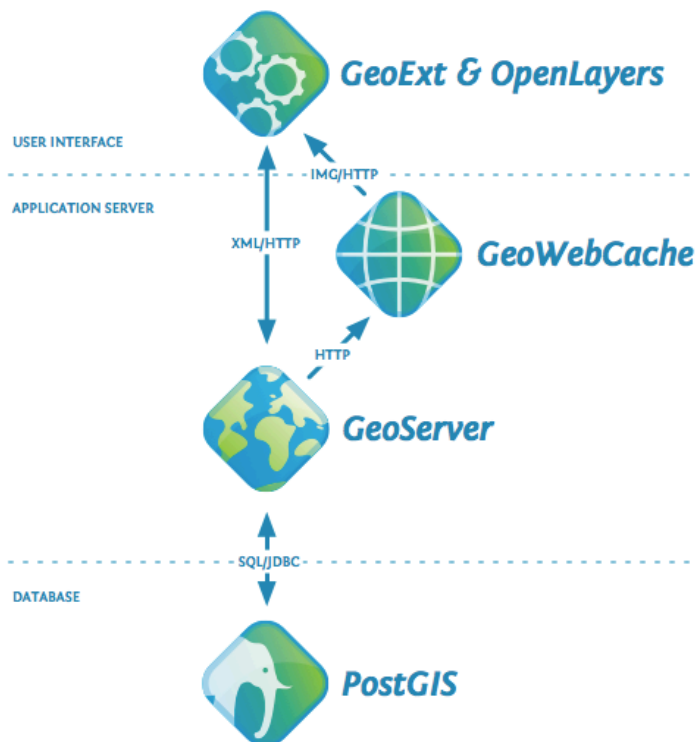 GeoExt & OpenLayers
USER INTERFACE
IMG/HTTP
APPLICATION SERVER
XML/HTTP
GeoWebCache
HTTP
GeoServer
SQL/JDBC
DATABASE
PostGIS